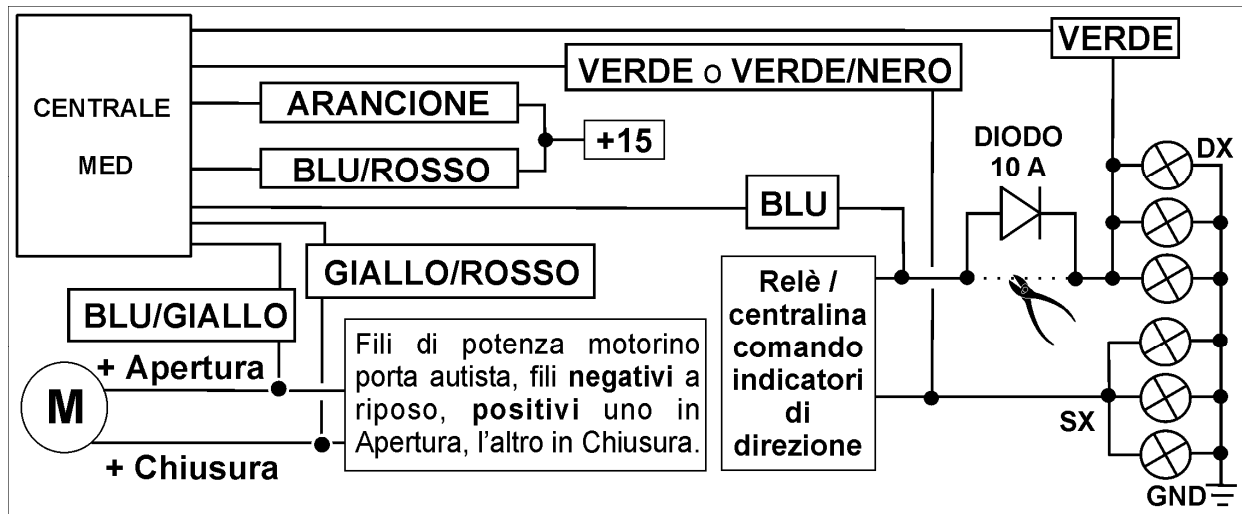 VERDE
VERDE o VERDE/NERO
CENTRALE
MED
ARANCIONE
+15
BLU/ROSSO
DIODO
10 A
DX
BLU
GIALLO/ROSSO
BLU/GIALLO
Relè /
centralina
comando
indicatori
di
direzione
+ Apertura
M
+ Chiusura
Fili di potenza motorino
porta autista, fili negativi a
riposo, positivi uno in
Apertura, l'altro in Chiusura.
SX
GND